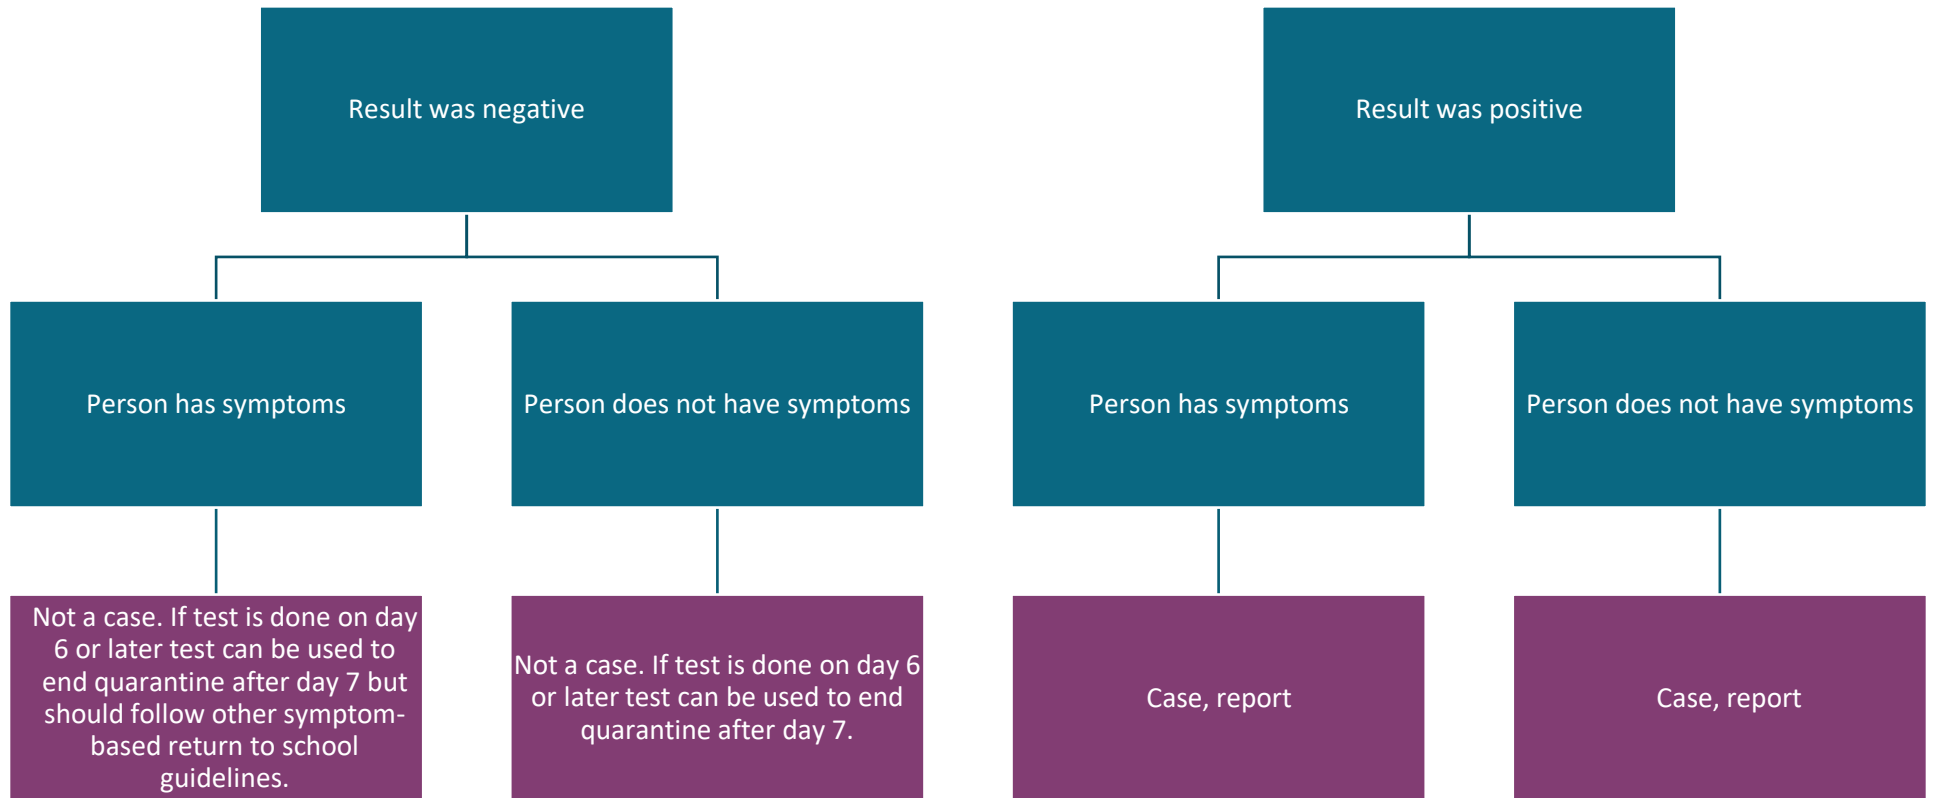 Result was negative
Result was positive
Person has symptoms
Person does not have symptoms
Person has symptoms
Person does not have symptoms
Not a case. If test is done on day
6 or later test can be used to
end quarantine after day 7 but
should follow other symptom-
based return to school
guidelines.
Not a case. If test is done on day 6
or later test can be used to end
quarantine after day 7.
Case, report
Case, report